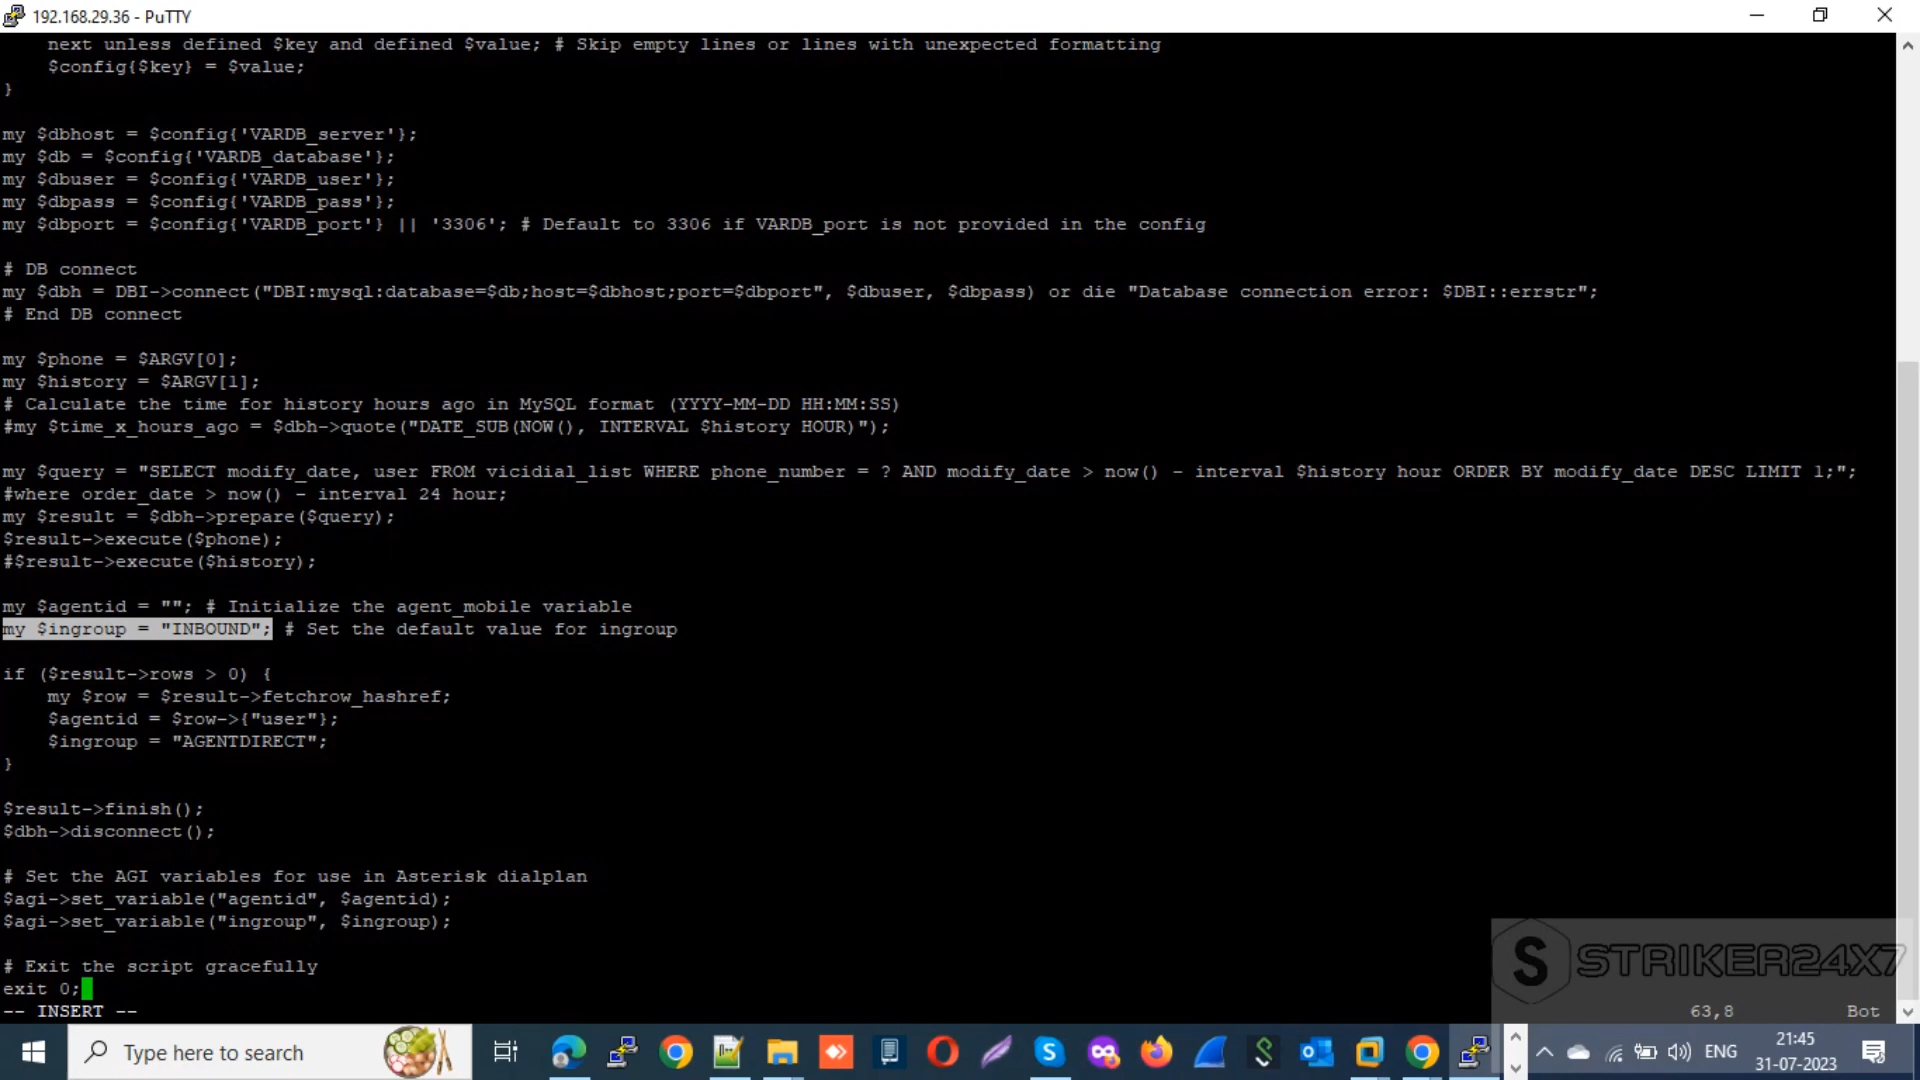 192.168.29.36 - PuTTY
next unless defined $key and defined $value; # Skip empty lines or lines with unexpected formatting
$config{$key} = $value;
}
my $dbhost = $config{'VARDB_server'};
my $db = $config{'VARDB_database'};
my $dbuser = $config{'VARDB_user'};
my $dbpass = $config{'VARDB_pass'};
my $dbport = $config{'VARDB_port'} || '3306'; # Default to 3306 if VARDB_port is not provided in the config
# DB connect
my $dbh = DBI->connect("DBI:mysql:database=$db;host=$dbhost;port=$dbport", $dbuser, $dbpass) or die "Database connection error: $DBI::errstr";
# End DB connect
my $phone = $ARGV[0];
my $history = $ARGV[1];
# Calculate the time for history hours ago in MySQL format (YYYY-MM-DD HH:MM:SS)
#my $time_x_hours_ago = $dbh->quote("DATE_SUB(NOW(), INTERVAL $history HOUR)");
my $query = "SELECT modify_date, user FROM vicidial_list WHERE phone_number = ? AND modify_date > now() - interval $history hour ORDER BY modify_date DESC LIMIT 1;";
#where order_date > now() - interval 24 hour;
my $result = $dbh->prepare($query);
$result->execute($phone);
#$result->execute($history);
my $agentid = ""; # Initialize the agent_mobile variable
my $ingroup = "INBOUND"; # Set the default value for ingroup
if ($result->rows > 0) {
my $row = $result->fetchrow_hashref;
$agentid = $row->{"user"};
$ingroup = "AGENTDIRECT";
}
$result->finish();
$dbh->disconnect();
# Set the AGI variables for use in Asterisk dialplan
$agi->set_variable("agentid", $agentid);
$agi->set_variable("ingroup", $ingroup);
# Exit the script gracefully
exit 0;
-- INSERT --
63,8
Bot
STRIKER24X7
Type here to search
ENG
21:45
31-07-2023